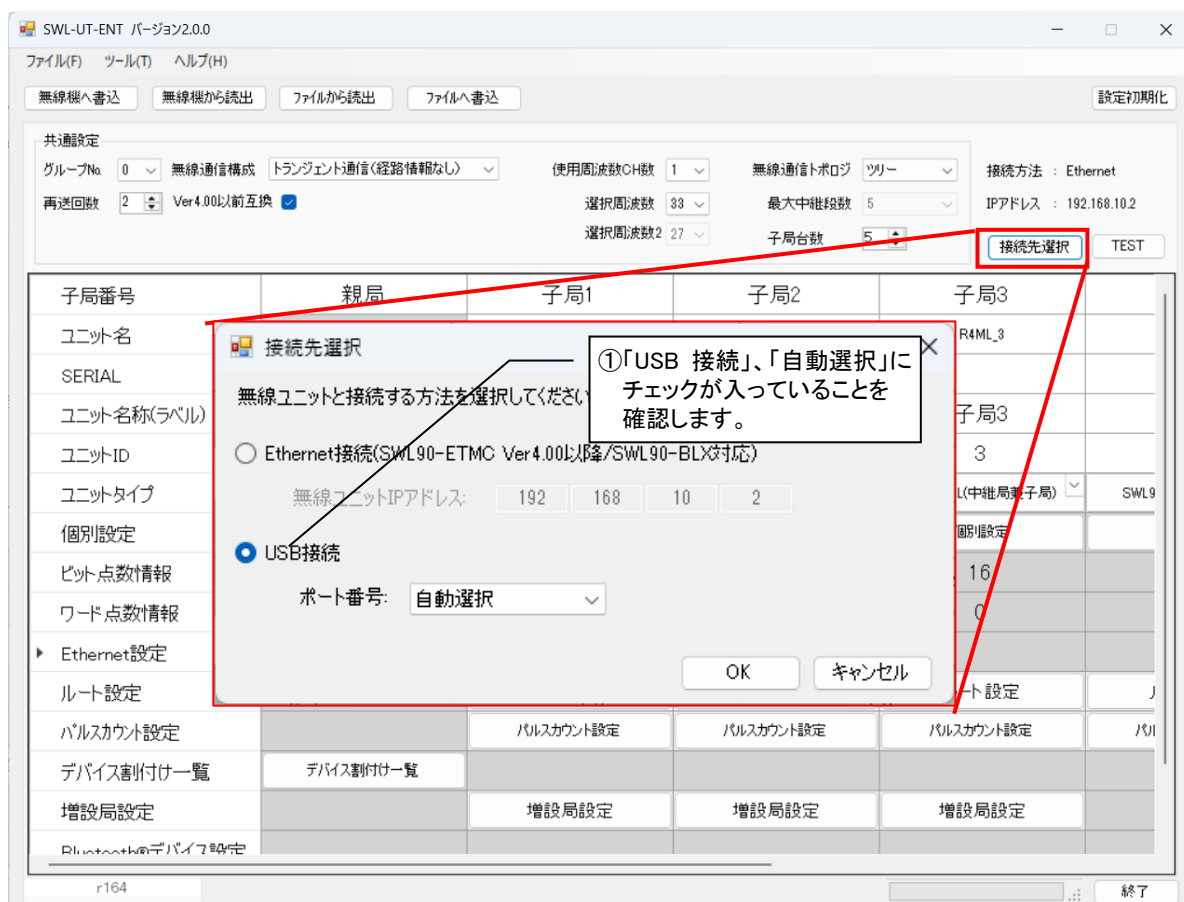 SWL-UT-ENT バージョン2.0.0
ファイル(F) ツール(T) ヘルプ(H)
無線機へ書込 無線機から読出 ファイルから読出 ファイルへ書込 設定初期化
共通設定
グループNo. 0 無線通信構成 トランジェント通信(経路情報なし) 使用周波数CH数 1 無線通信トポロジ ツリー 接続方法 : Ethernet
再送回数 2 Ver4.00以前互換 選択周波数 33 最大中継段数 5 IPアドレス : 192.168.10.2
選択周波数2 27 子局台数 5 接続先選択 TEST
子局番号 親局 子局1 子局2 子局3
ユニット名 R4ML_3
SERIAL
ユニット名称(ラベル) 子局3
ユニットID 3
ユニットタイプ L(中継局兼子局) SWL9
個別設定 個別設定
ビット点数情報 16
ワード点数情報 0
Ethernet設定
ルート設定 ート設定
パルスカウント設定 パルスカウント設定 パルスカウント設定 パルスカウント設定
デバイス割付け一覧 デバイス割付け一覧
増設局設定 増設局設定 増設局設定 増設局設定
Bluetooth®デバイス設定
接続先選択
無線ユニットと接続する方法を選択してください
Ethernet接続(SWL90-ETMC Ver4.00以降/SWL90-BLX対応)
無線ユニットIPアドレス: 192 168 10 2
USB接続
ポート番号: 自動選択
OK キャンセル
①「USB 接続」、「自動選択」に
チェックが入っていることを
確認します。
r164 終了